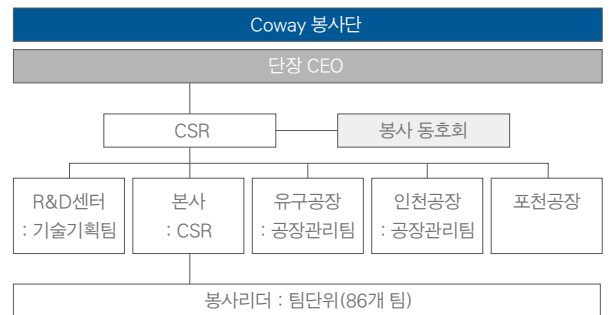 Coway 봉사단
단장 CEO
CSR
봉사 동호회
R&D센터
: 기술기획팀
본사
: CSR
유구공장
: 공장관리팀
인천공장
: 공장관리팀
포천공장
봉사리더 : 팀단위(86개 팀)